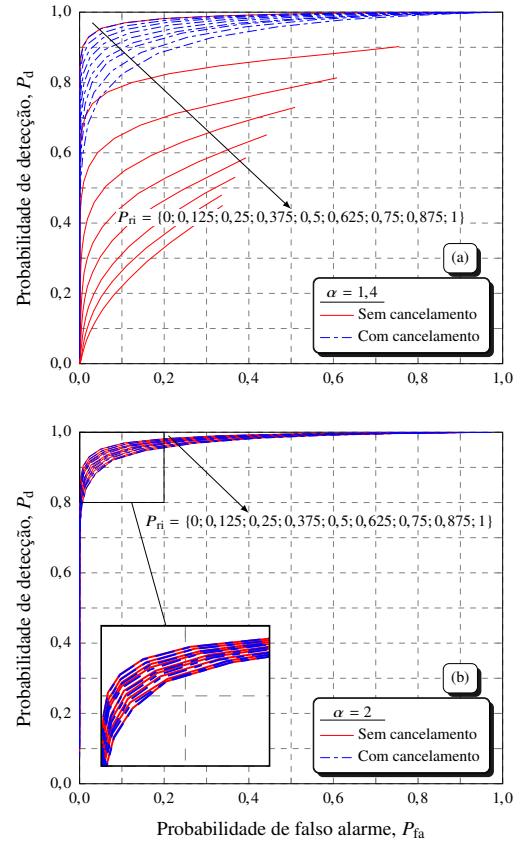 1,0
0,8
0,6
0,4
0,2
0,0
Probabilidade de detecção, P_d
P_ri = {0; 0,125; 0,25; 0,375; 0,5; 0,625; 0,75; 0,875; 1}
(a)
α = 1,4
Sem cancelamento
Com cancelamento
0,0 0,2 0,4 0,6 0,8 1,0
1,0
0,8
0,6
0,4
0,2
0,0
Probabilidade de detecção, P_d
P_ri = {0; 0,125; 0,25; 0,375; 0,5; 0,625; 0,75; 0,875; 1}
(b)
α = 2
Sem cancelamento
Com cancelamento
0,0 0,2 0,4 0,6 0,8 1,0
Probabilidade de falso alarme, P_fa